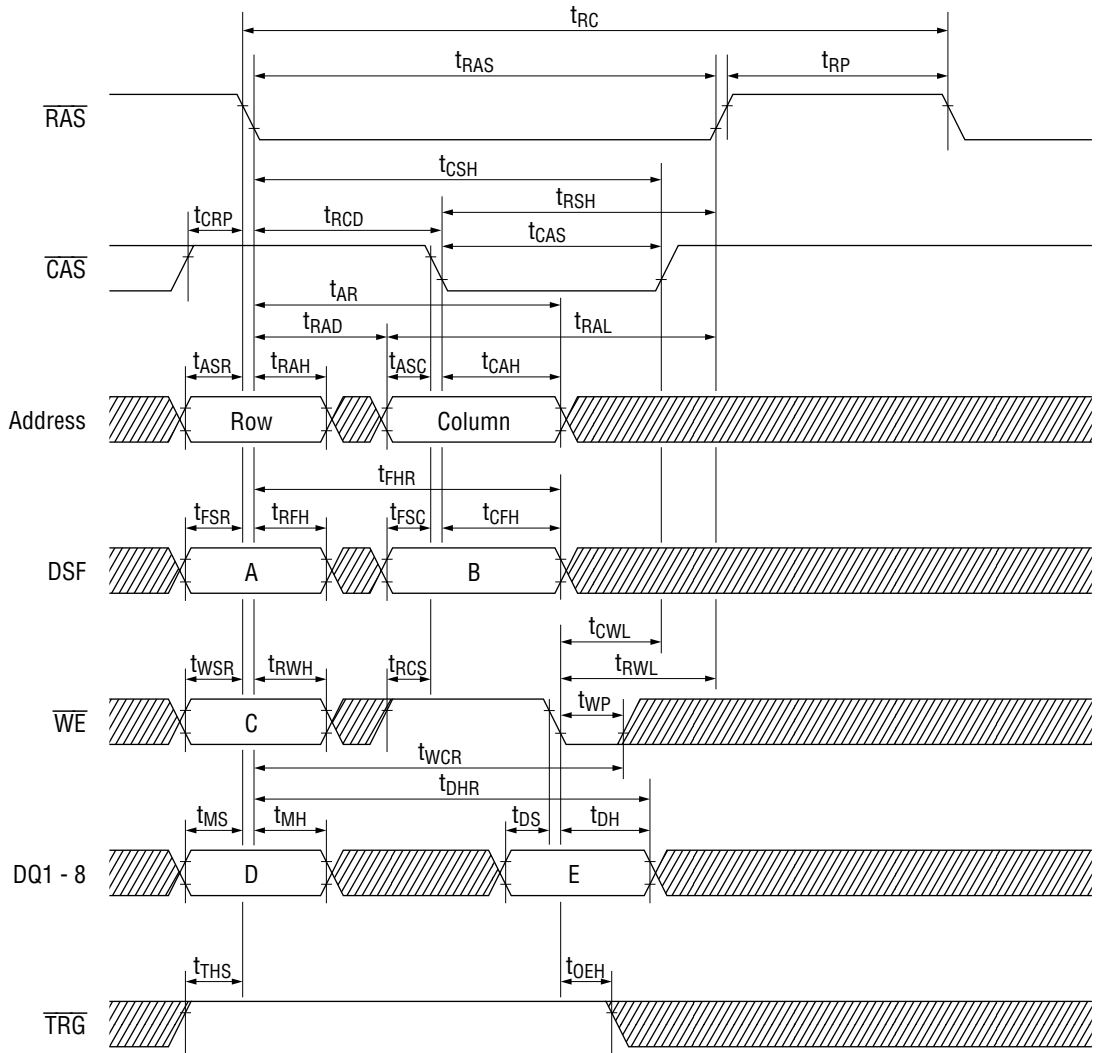 tRC
tRAS tRP
RAS
tCSH
tRSH
tCRP tRCD
tCAS
CAS
tAR
tRAD tRAL
tASR tRAH tASC tCAH
Address Row Column
tFHR
tFSR tRFH tFSC tCFH
DSF A B
tCWL
tWSR tRWH tRCS tRWL
tWP
WE C
tWCR
tDHR
tMS tMH tDS tDH
DQ1 - 8 D E
tTHS tOEH
TRG